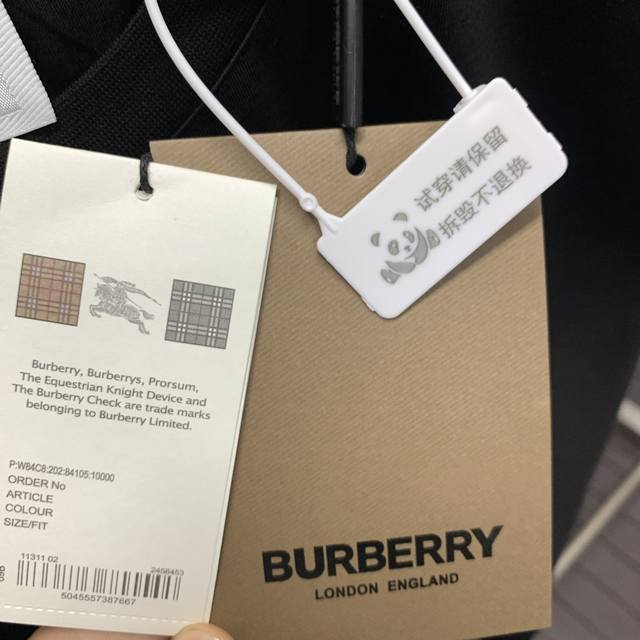 试穿请保留
拆毁不退换
Burberry, Burberrys, Prorsum,
The Equestrian Knight Device and
The Burberry Check are trade marks
belonging to Burberry Limited.
P:W84C8:202:84105:10000
ORDER No
ARTICLE
COLOUR
SIZE/FIT
11311 02
2456453
5045557387667
USD
BURBERRY
LONDON ENGLAND